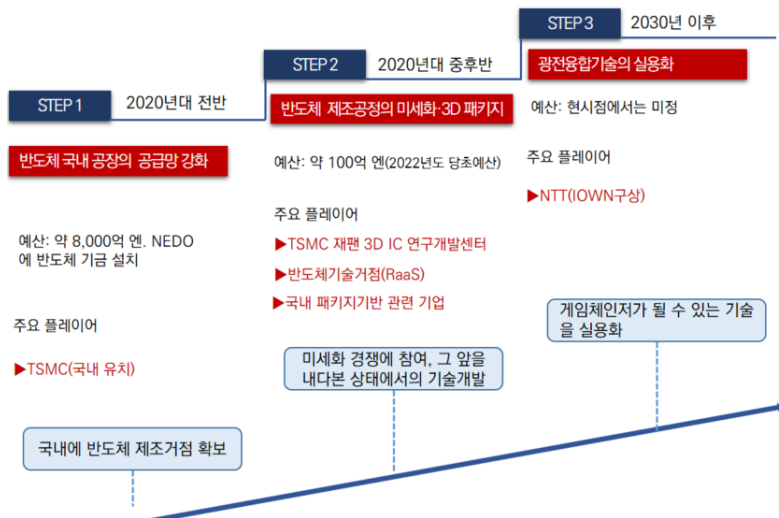 STEP 1
2020년대 전반
반도체 국내 공장의 공급망 강화
예산: 약 8,000억 엔. NEDO
에 반도체 기금 설치
주요 플레이어
▶TSMC(국내 유치)
국내에 반도체 제조거점 확보
STEP 2
2020년대 중후반
반도체 제조공정의 미세화·3D 패키지
예산: 약 100억 엔(2022년도 당초예산)
주요 플레이어
▶TSMC 재팬 3D IC 연구개발센터
▶반도체기술거점(RaaS)
▶국내 패키지기반 관련 기업
미세화 경쟁에 참여, 그 앞을
내다본 상태에서의 기술개발
STEP 3
2030년 이후
광전융합기술의 실용화
예산: 현시점에서는 미정
주요 플레이어
▶NTT(IOWN구상)
게임체인저가 될 수 있는 기술
을 실용화